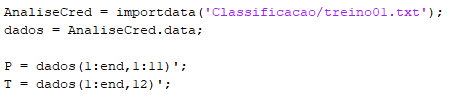 AnaliseCred = importdata('Classificacao/treino01.txt');
dados = AnaliseCred.data;
P = dados(1:end,1:11)';
T = dados(1:end,12)';